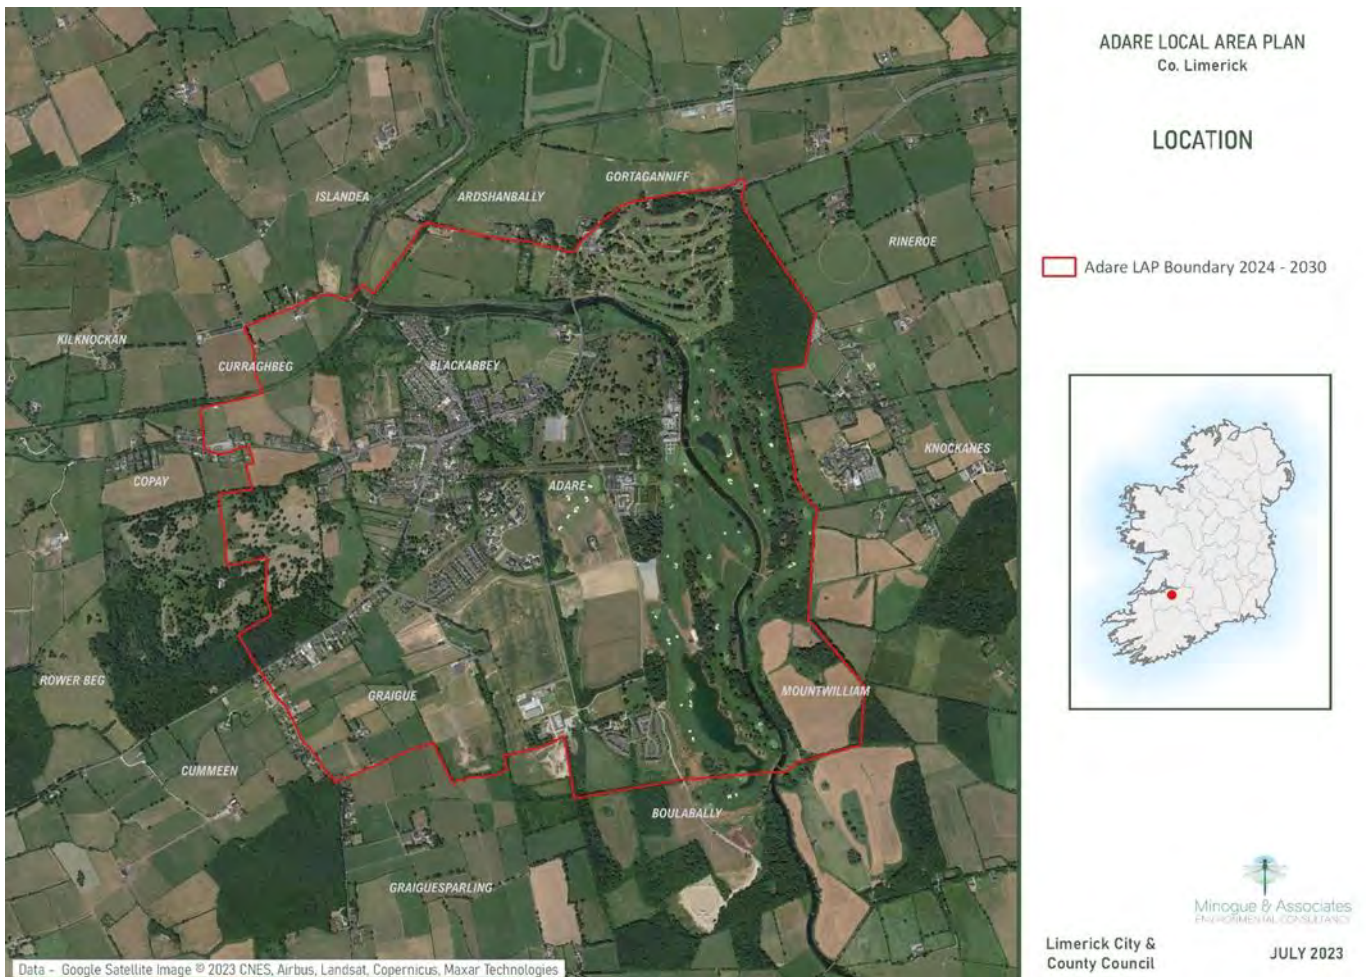 ADARE LOCAL AREA PLAN
Co. Limerick
LOCATION
Adare LAP Boundary 2024 - 2030
GORTAGANNIFF
ISLANDEA
ARDSHANBALLY
RINEROE
KILKNOCKAN
CURRAGHBEG
BLACKABBEY
KNOCKANES
COPAY
ADARE
ROWER BEG
GRAIGUE
MOUNTWILLIAM
CUMMEEN
BOULABALLY
GRAIGUESPARLING
Minogue & Associates
ENVIRONMENTAL CONSULTANCY
Limerick City &
County Council
JULY 2023
Data - Google Satellite Image © 2023 CNES, Airbus, Landsat, Copernicus, Maxar Technologies